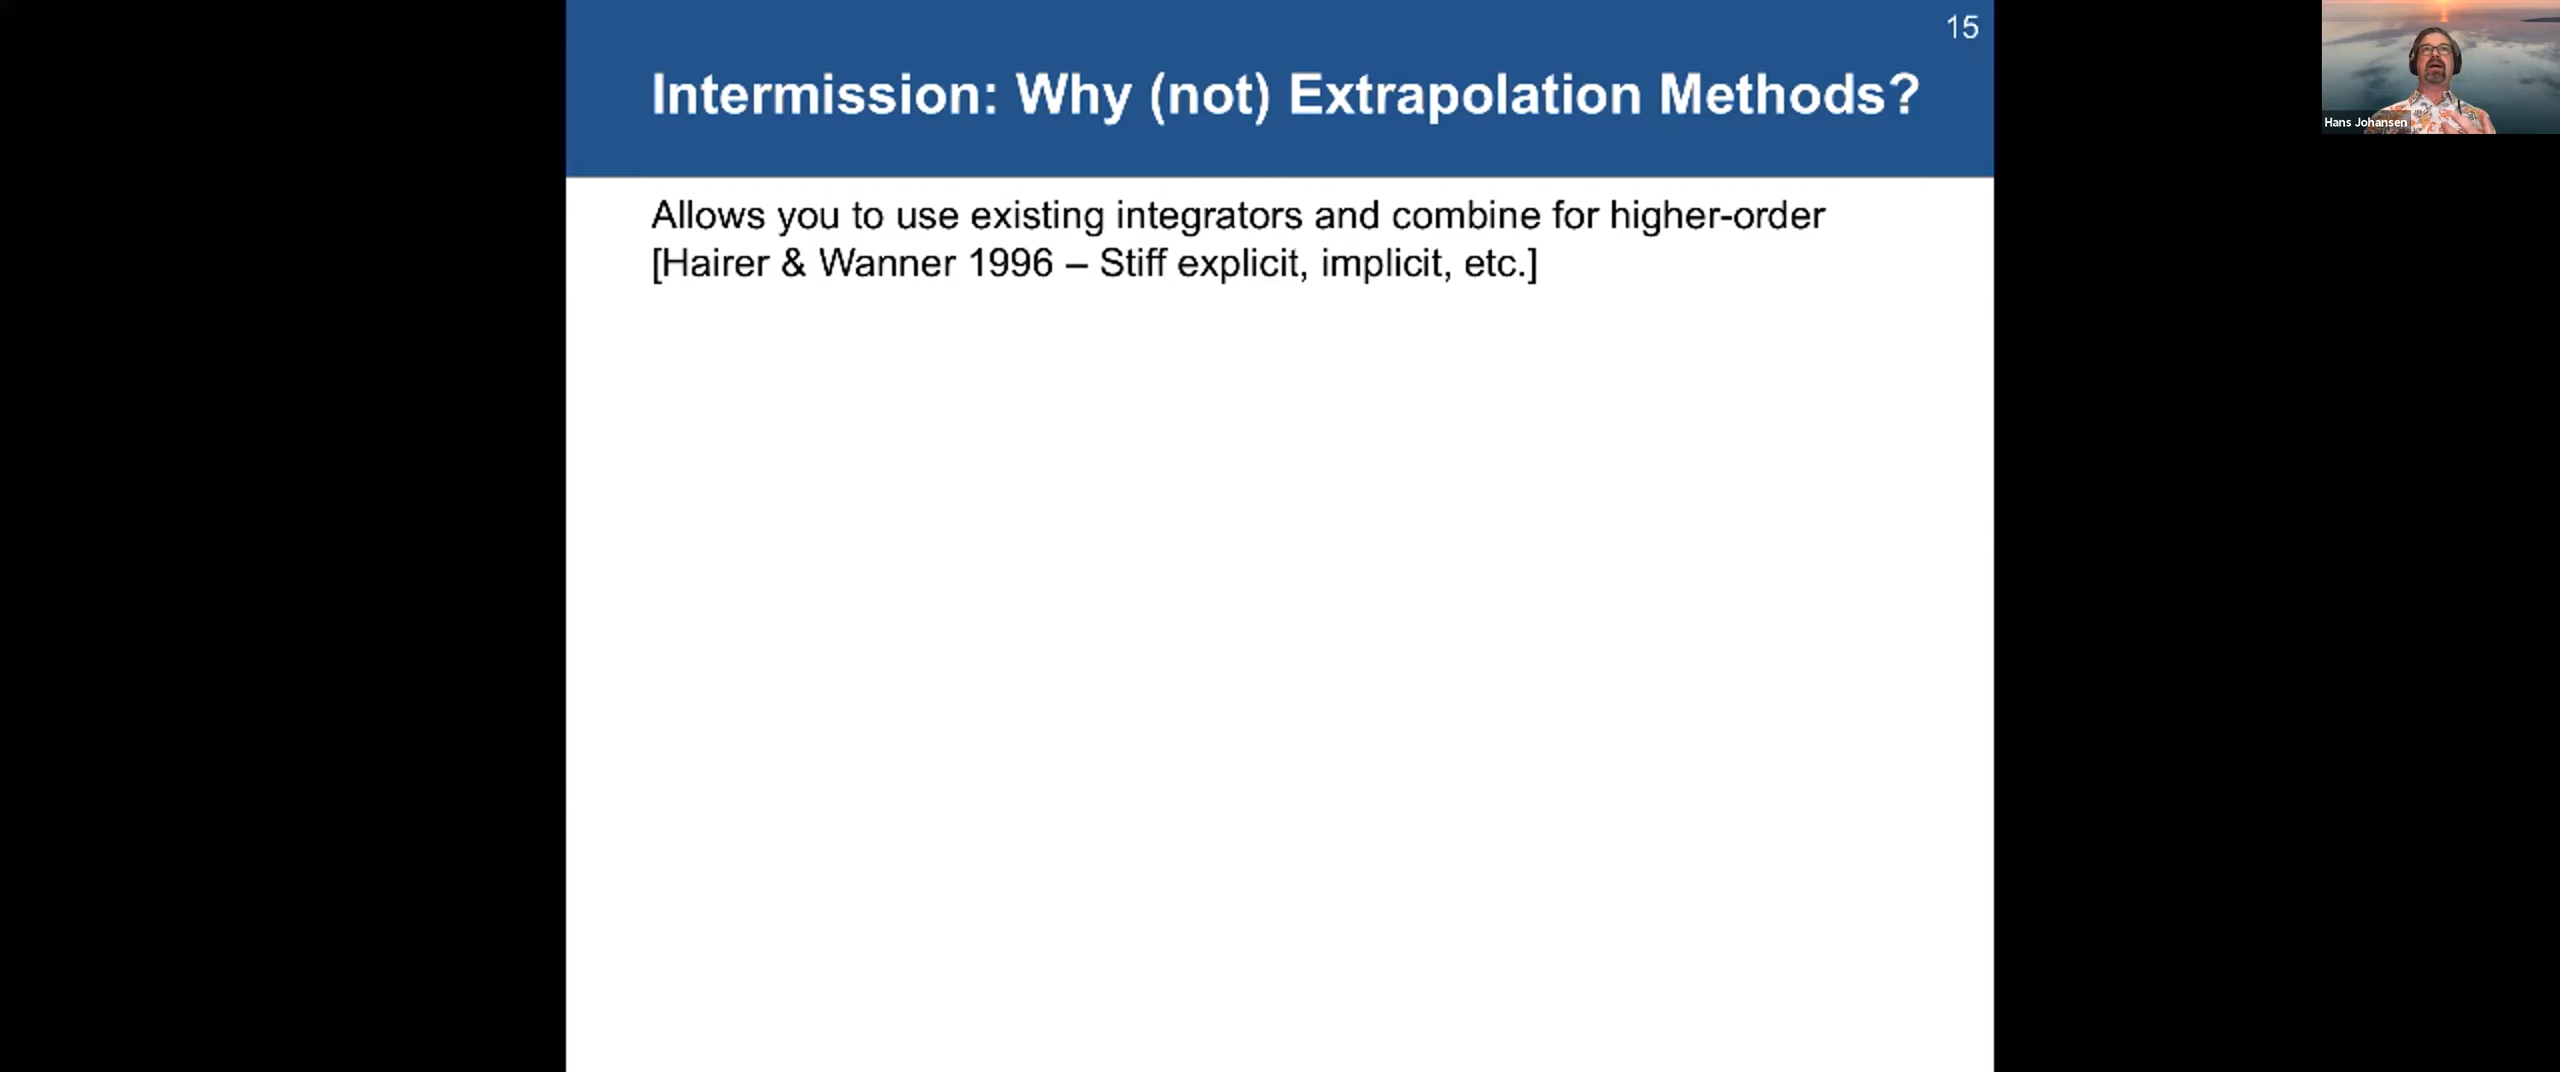 15
Intermission: Why (not) Extrapolation Methods?
Allows you to use existing integrators and combine for higher-order
[Hairer & Wanner 1996 – Stiff explicit, implicit, etc.]
Hans Johansen